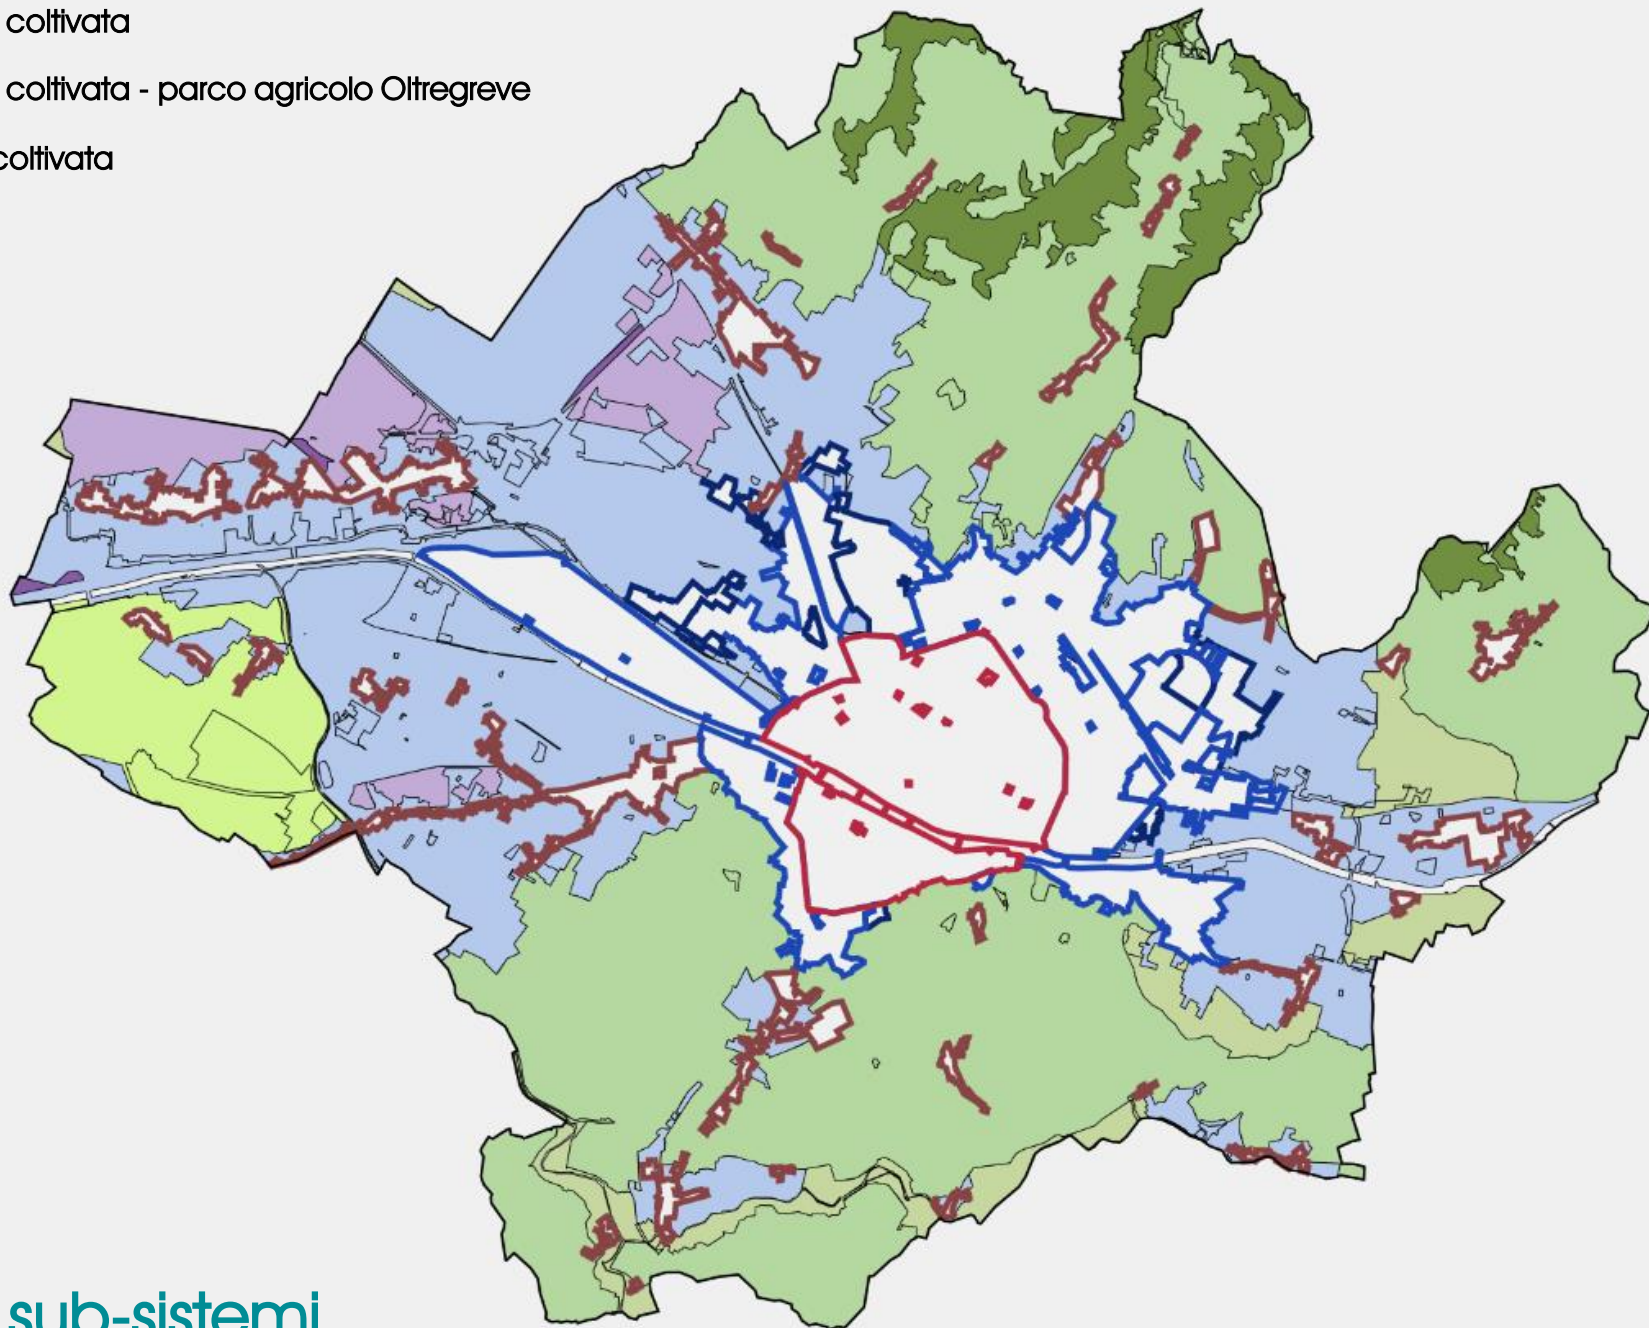 coltivata
coltivata - parco agricolo Oltregreve
coltivata
sub-sistemi